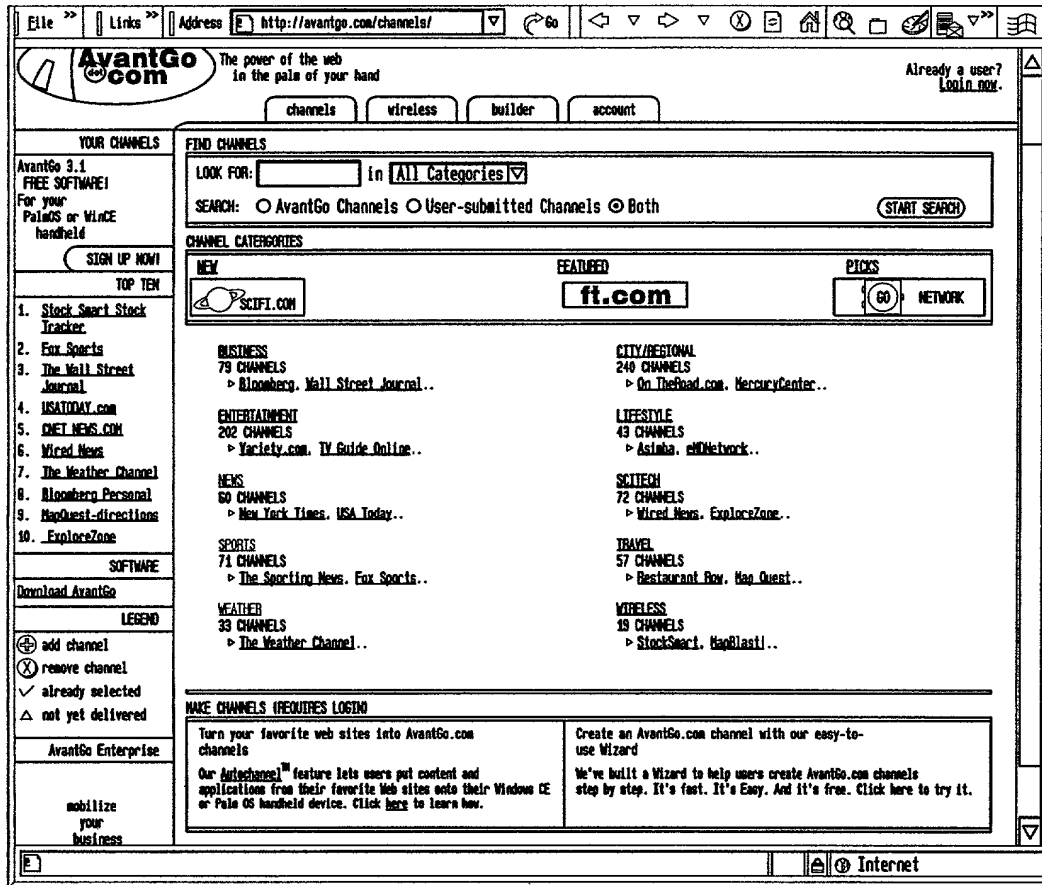 File » Links » Address http://avantgo.com/channels/ Go »
AvantGo
(dot)com
The power of the web
in the palm of your hand
Already a user?
Login now.
channels wireless builder account
YOUR CHANNELS
AvantGo 3.1
FREE SOFTWARE!
For your
PalmOS or WinCE
handheld
SIGN UP NOW!
TOP TEN
1. Stock Smart Stock
Tracker
2. Fox Sports
3. The Wall Street
Journal
4. USATODAY.com
5. CNET NEWS.COM
6. Wired News
7. The Weather Channel
8. Bloomberg Personal
9. MapQuest-directions
10. ExploreZone
SOFTWARE
Download AvantGo
LEGEND
add channel
(X) remove channel
already selected
not yet delivered
AvantGo Enterprise
mobilize
your
business
FIND CHANNELS
LOOK FOR: in All Categories
SEARCH: AvantGo Channels User-submitted Channels Both START SEARCH
CHANNEL CATERGORIES
NEW FEATURED PICKS
SCIFI.COM ft.com GO NETWORK
BUSINESS
79 CHANNELS
Bloomberg, Wall Street Journal..
CITY/REGIONAL
240 CHANNELS
On TheRoad.com, MercuryCenter..
ENTERTAINMENT
202 CHANNELS
Variety.com, TV Guide Online..
LIFESTYLE
43 CHANNELS
Asimba, eMDNetwork..
NEWS
60 CHANNELS
New York Times, USA Today..
SCITECH
72 CHANNELS
Wired News, ExploreZone..
SPORTS
71 CHANNELS
The Sporting News, Fox Sports..
TRAVEL
57 CHANNELS
Restaurant Row, Map Quest..
WEATHER
33 CHANNELS
The Weather Channel..
WIRELESS
19 CHANNELS
StockSmart, MapBlast!..
MAKE CHANNELS (REQUIRES LOGIN)
Turn your favorite web sites into AvantGo.com
channels
Our Autochannel™ feature lets users put content and
applications from their favorite Web sites onto their Windows CE
or Palm OS handheld device. Click here to learn how.
Create an AvantGo.com channel with our easy-to-
use Wizard
We've built a Wizard to help users create AvantGo.com channels
step by step. It's fast. It's Easy. And it's free. Click here to try it.
Internet